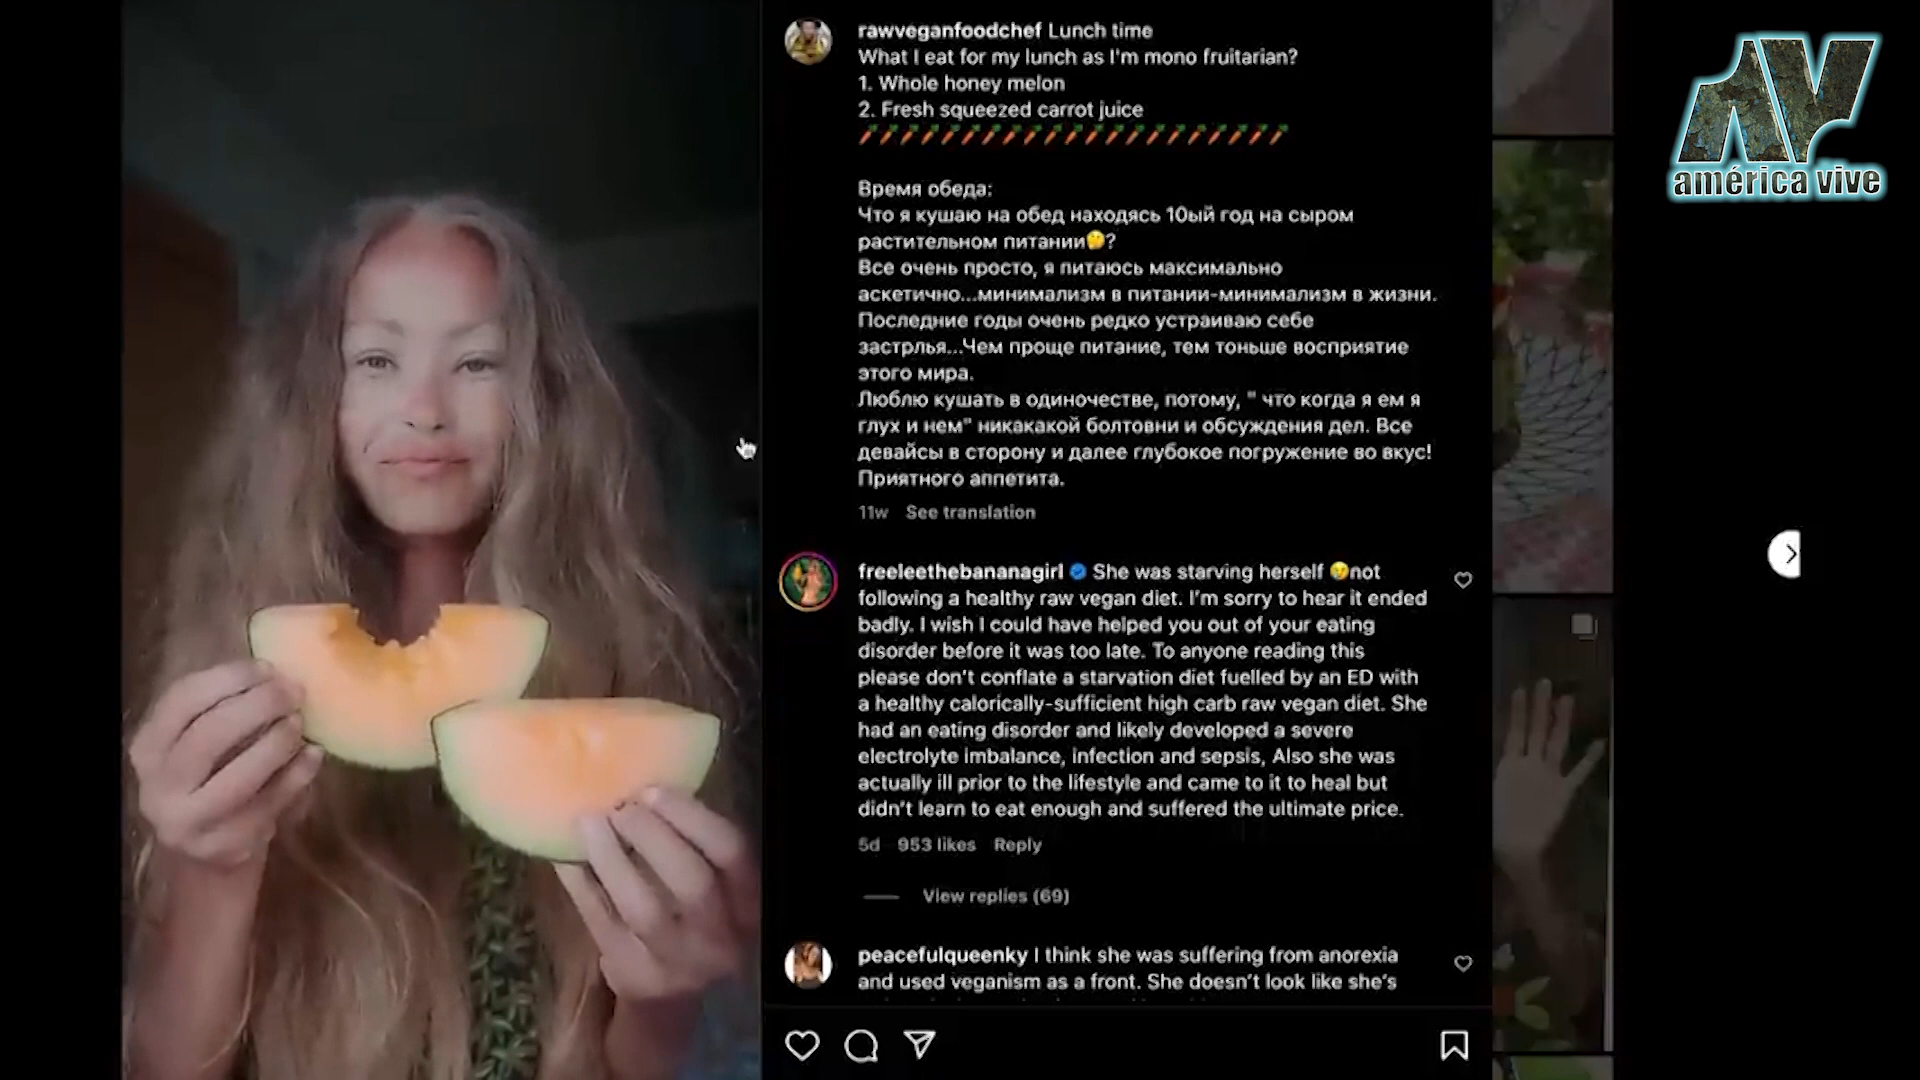 rawveganfoodchef Lunch time
What I eat for my lunch as I'm mono fruitarian?
1. Whole honey melon
2. Fresh squeezed carrot juice
Время обеда:
Что я кушаю на обед находясь 10ый год на сыром
растительном питании🤔?
Все очень просто, я питаюсь максимально
аскетично...минимализм в питании-минимализм в жизни.
Последние годы очень редко устраиваю себе
застрлья...Чем проще питание, тем тоньше восприятие
этого мира.
Люблю кушать в одиночестве, потому, " что когда я ем я
глух и нем" никакакой болтовни и обсуждения дел. Все
девайсы в сторону и далее глубокое погружение во вкус!
Приятного аппетита.
11w See translation
freeleethebananagirl She was starving herself 😢not
following a healthy raw vegan diet. I'm sorry to hear it ended
badly. I wish I could have helped you out of your eating
disorder before it was too late. To anyone reading this
please don't conflate a starvation diet fuelled by an ED with
a healthy calorically-sufficient high carb raw vegan diet. She
had an eating disorder and likely developed a severe
electrolyte imbalance, infection and sepsis, Also she was
actually ill prior to the lifestyle and came to it to heal but
didn't learn to eat enough and suffered the ultimate price.
5d 953 likes Reply
View replies (69)
peacefulqueenky I think she was suffering from anorexia
and used veganism as a front. She doesn't look like she's
AV
américa vive